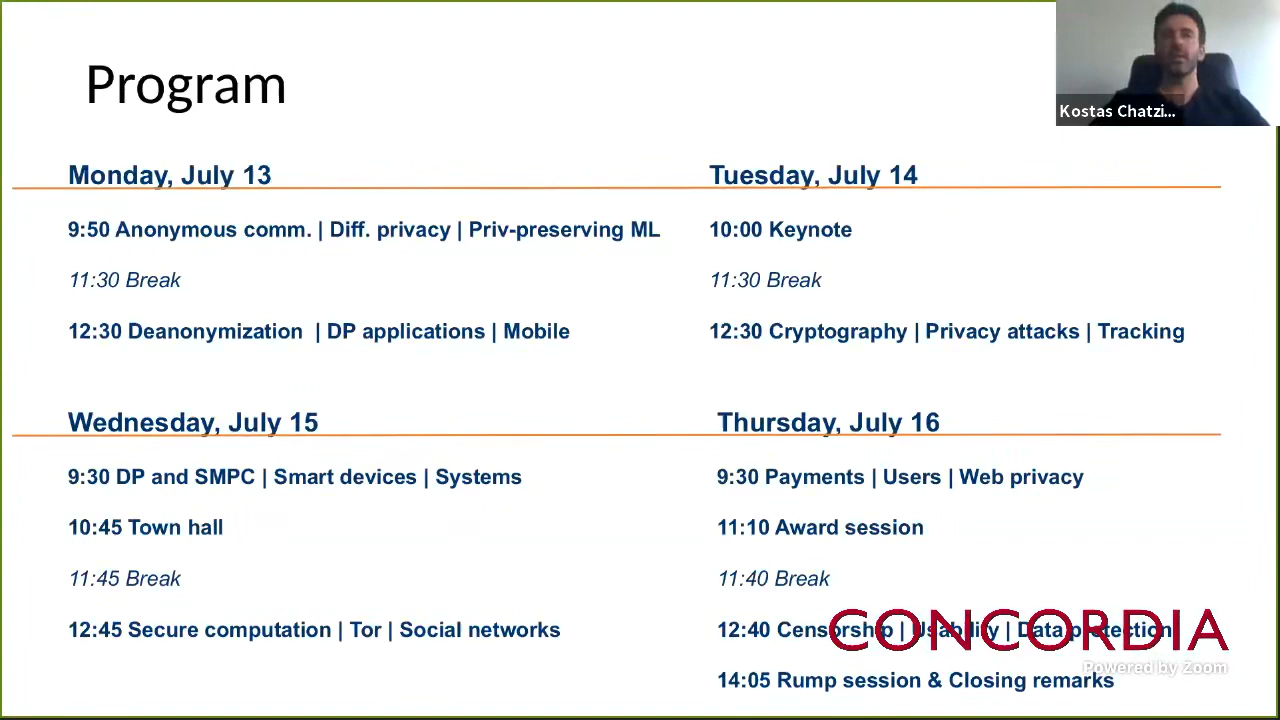 Program
Kostas Chatzi...
Monday, July 13
9:50 Anonymous comm. | Diff. privacy | Priv-preserving ML
11:30 Break
12:30 Deanonymization | DP applications | Mobile
Tuesday, July 14
10:00 Keynote
11:30 Break
12:30 Cryptography | Privacy attacks | Tracking
Wednesday, July 15
9:30 DP and SMPC | Smart devices | Systems
10:45 Town hall
11:45 Break
12:45 Secure computation | Tor | Social networks
Thursday, July 16
9:30 Payments | Users | Web privacy
11:10 Award session
11:40 Break
12:40 Censorship | Usability | Data protection
14:05 Rump session & Closing remarks
CONCORDIA
Powered by Zoom